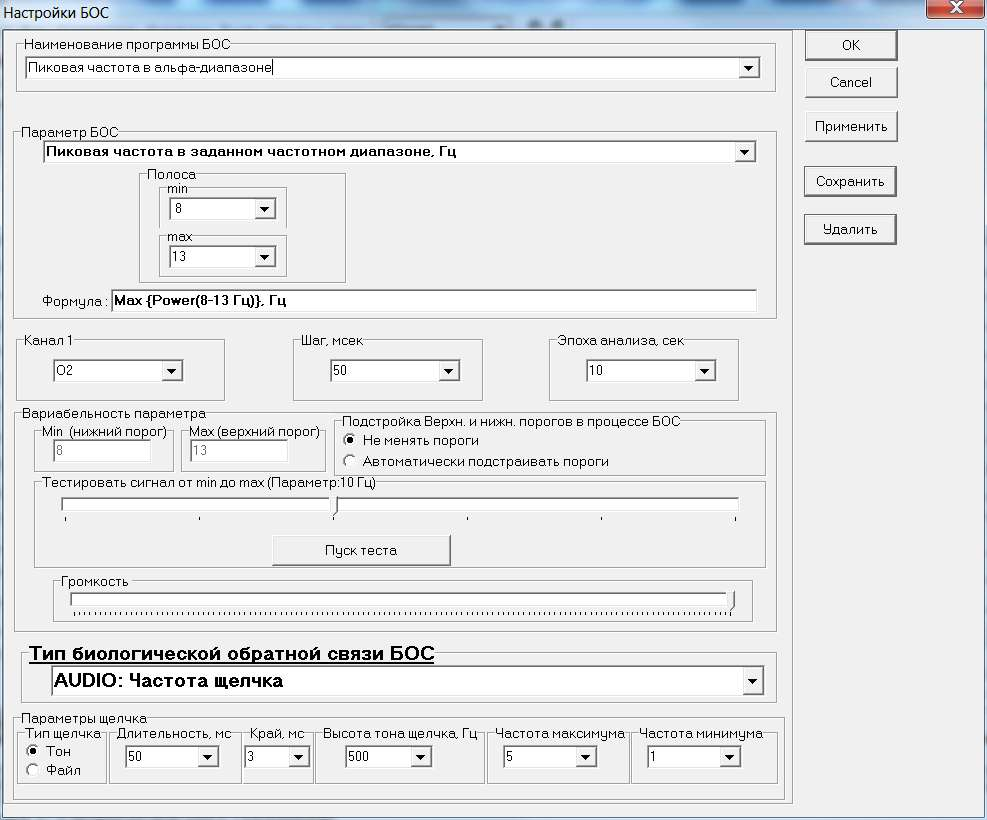 Настройки БОС
Наименование программы БОС
Пиковая частота в альфа-диапазоне
OK
Cancel
Применить
Сохранить
Удалить
Параметр БОС
Пиковая частота в заданном частотном диапазоне, Гц
Полоса
min
8
max
13
Формула: Max {Power(8-13 Гц)}, Гц
Канал 1 Шаг, мсек Эпоха анализа, сек
O2 50 10
Вариабельность параметра
Min (нижний порог) Max (верхний порог) Подстройка Верхн. и нижн. порогов в процессе БОС
8 13 Не менять пороги
Автоматически подстраивать пороги
Тестировать сигнал от min до max (Параметр:10 Гц)
Пуск теста
Громкость
Тип биологической обратной связи БОС
AUDIO: Частота щелчка
Параметры щелчка
Тип щелчка Длительность, мс Край, мс Высота тона щелчка, Гц Частота максимума Частота минимума
Тон 50 3 500 5 1
Файл